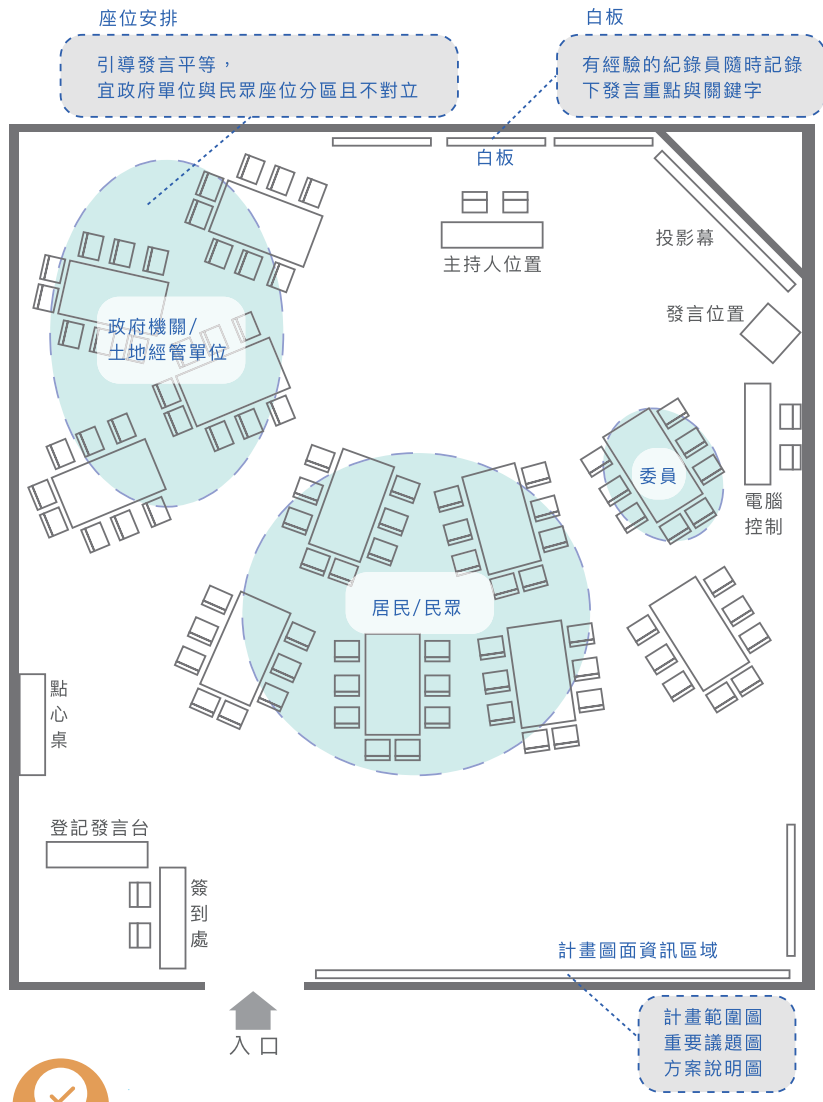 座位安排
引導發言平等，
宜政府單位與民眾座位分區且不對立
白板
有經驗的紀錄員隨時記錄
下發言重點與關鍵字
白板
主持人位置
投影幕
發言位置
政府機關/
土地經管單位
委員
電腦
控制
居民/民眾
點心桌
登記發言台
簽到處
計畫圖面資訊區域
計畫範圍圖
重要議題圖
方案說明圖
入口